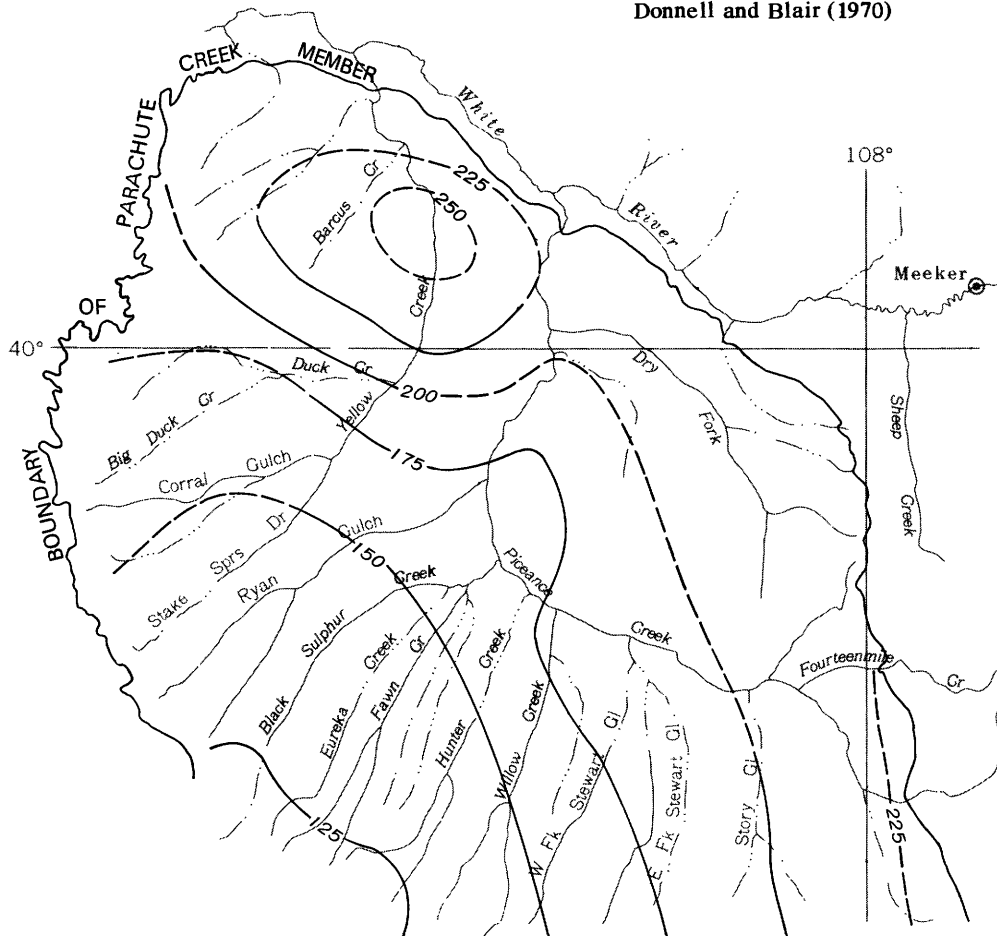 Donnell and Blair (1970)
CREEK MEMBER
White
PARACHUTE
108°
225
Cr
250
Barcus
River
Meeker
Creek
OF
40°
Duck Cr
Dry
200
Cr
Duck
Yellow
Sheep
Fork
Big
175
Gulch
Corral
BOUNDARY
Creek
Dr
Gulch
150
Sprs
Piceance
Creek
Ryan
Stake
Sulphur
Creek
Creek
Cr
Creek
Fourteenmile
Cr
Black
Fawn
Eureka
Hunter
Creek
Gl
Gl
Stewart
Stewart
Willow
Gl
Story
225
125
Fk
W
Fk
E